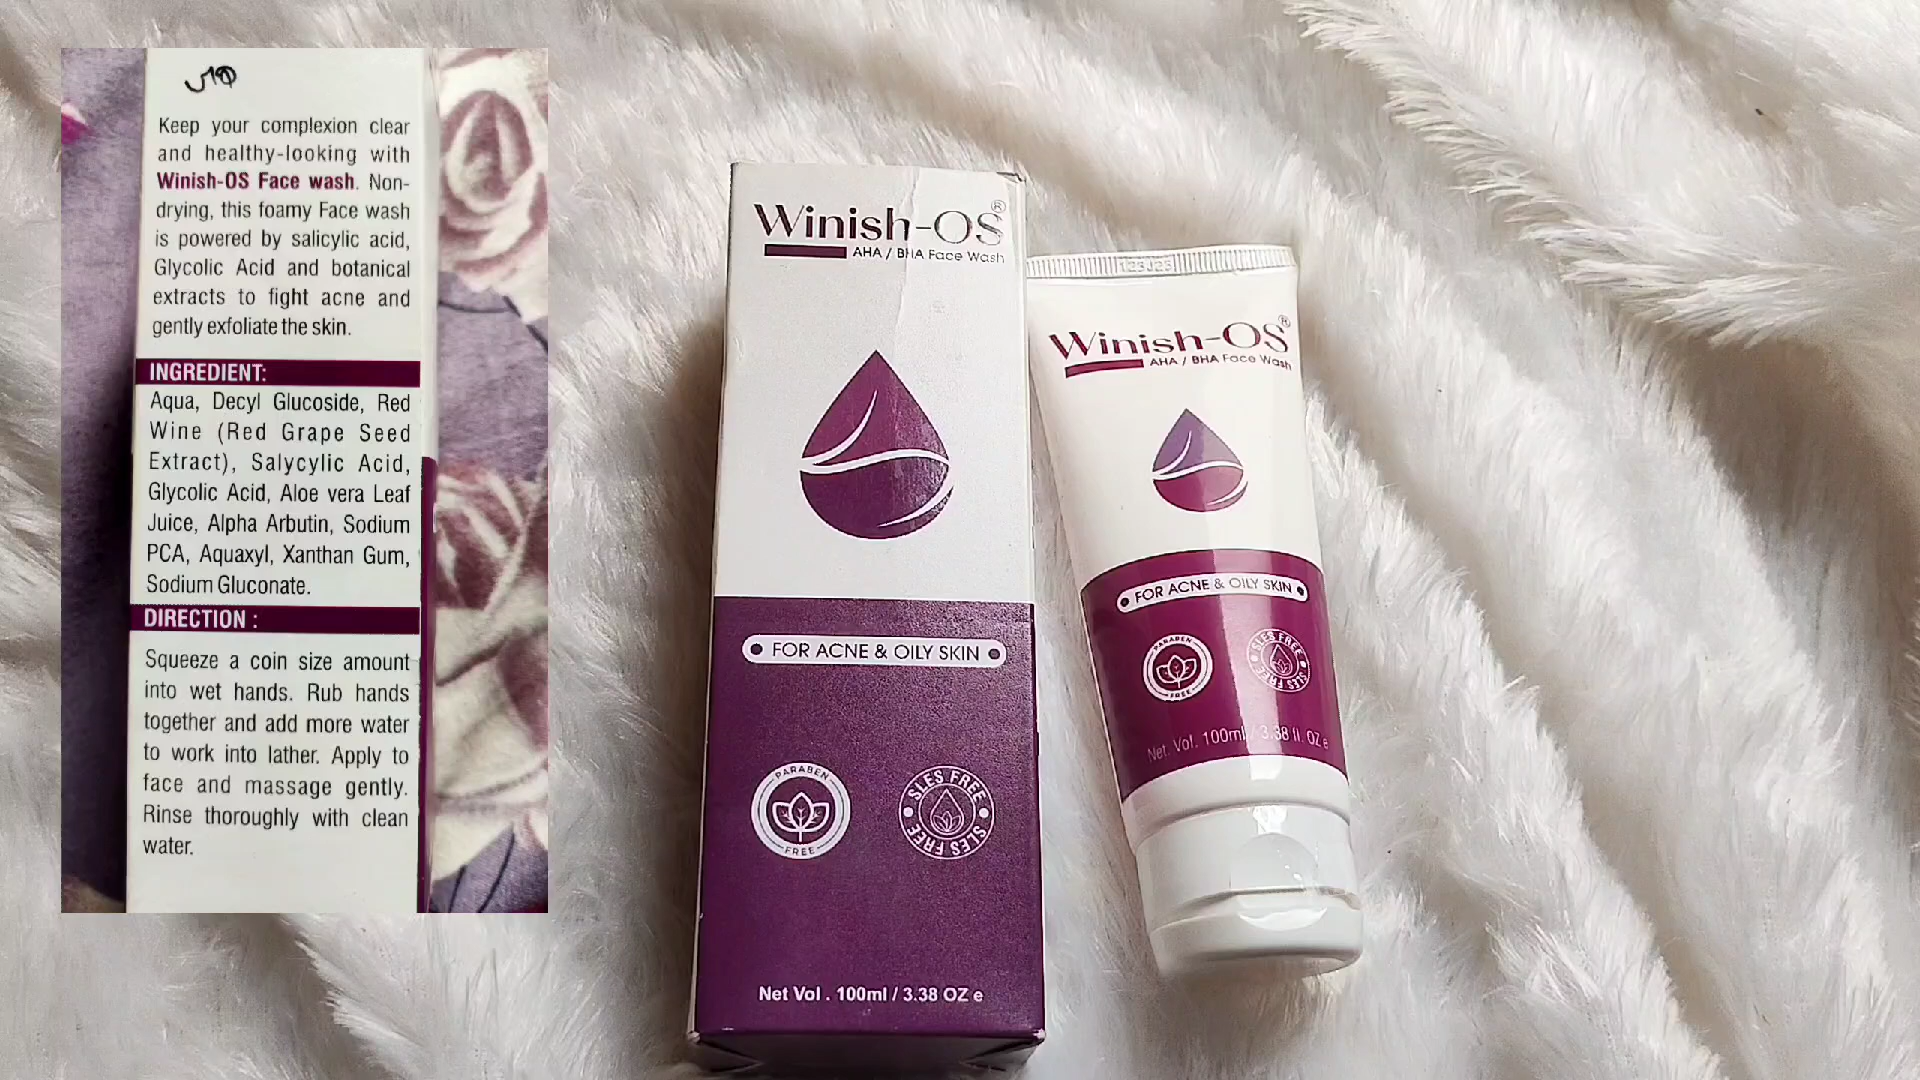 Keep your complexion clear
and healthy-looking with
Winish-OS Face wash. Non-
drying, this foamy Face wash
is powered by salicylic acid,
Glycolic Acid and botanical
extracts to fight acne and
gently exfoliate the skin.
INGREDIENT:
Aqua, Decyl Glucoside, Red
Wine (Red Grape Seed
Extract), Salycylic Acid,
Glycolic Acid, Aloe vera Leaf
Juice, Alpha Arbutin, Sodium
PCA, Aquaxyl, Xanthan Gum,
Sodium Gluconate.
DIRECTION :
Squeeze a coin size amount
into wet hands. Rub hands
together and add more water
to work into lather. Apply to
face and massage gently.
Rinse thoroughly with clean
water.
Winish-OS®
AHA / BHA Face Wash
FOR ACNE & OILY SKIN
PARABEN
FREE
SLES FREE
SLES FREE
Net Vol . 100ml / 3.38 OZ e
Winish-OS®
AHA / BHA Face Wash
FOR ACNE & OILY SKIN
PARABEN
FREE
SLES FREE
SLES FREE
Net. Vol. 100ml / 3.38 fl. OZ e